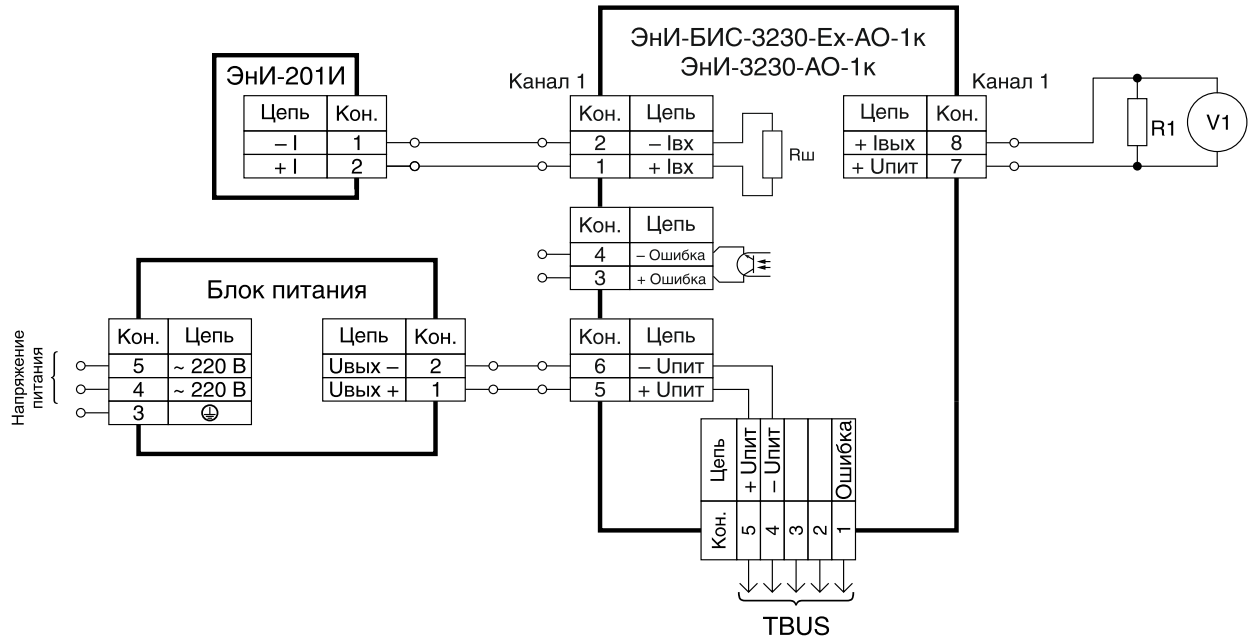 ЭнИ-БИС-3230-Ех-АО-1к
ЭнИ-3230-АО-1к
ЭнИ-201И
Цепь Кон.
– I 1
+ I 2
Канал 1
Кон. Цепь
2 – Iвх
1 + Iвх
Rш
Канал 1
Цепь Кон.
+ Iвых 8
+ Uпит 7
R1
V1
Кон. Цепь
4 – Ошибка
3 + Ошибка
Блок питания
Напряжение
питания
Кон. Цепь
5 ~ 220 В
4 ~ 220 В
3
Цепь Кон.
Uвых – 2
Uвых + 1
Кон. Цепь
6 – Uпит
5 + Uпит
Цепь + Uпит – Uпит Ошибка
Кон. 5 4 3 2 1
TBUS